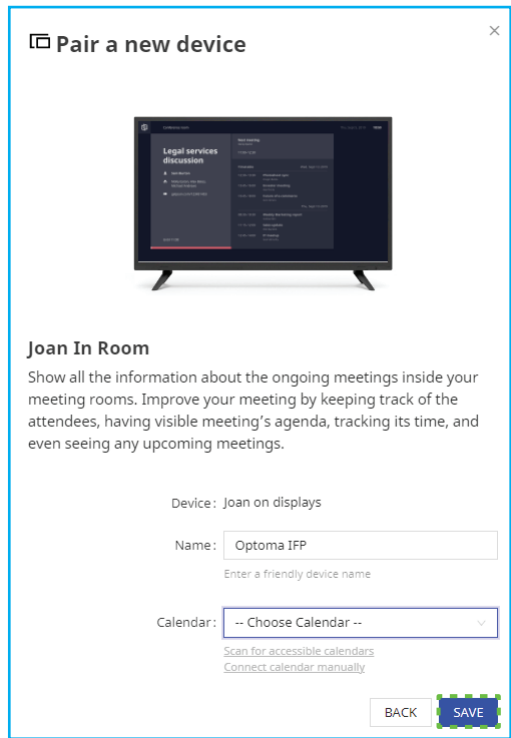 Pair a new device
Legal services
discussion
Joan In Room
Show all the information about the ongoing meetings inside your
meeting rooms. Improve your meeting by keeping track of the
attendees, having visible meeting's agenda, tracking its time, and
even seeing any upcoming meetings.
Device: Joan on displays
Name: Optoma IFP
Enter a friendly device name
Calendar: -- Choose Calendar --
Scan for accessible calendars
Connect calendar manually
BACK SAVE